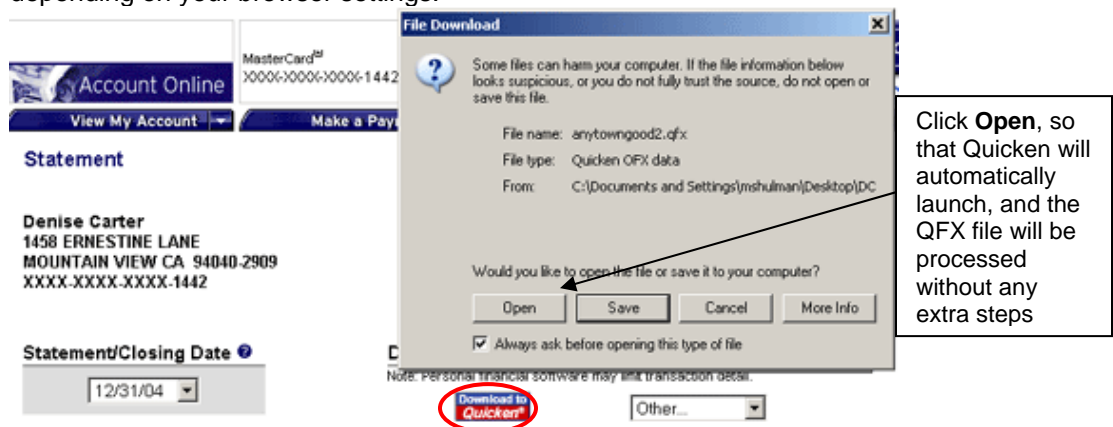 depending on your browser settings.
File Download
MasterCard
XXXX-XXXX-XXXX-1442
Account Online
View My Account
Make a Pay
Some files can harm your computer. If the file information below
looks suspicious, or you do not fully trust the source, do not open or
save this file.
File name: anytowngood2.qfx
File type: Quicken OFX data
From: C:\Documents and Settings\mshulman\Desktop\DC
Would you like to open the file or save it to your computer?
Open Save Cancel More Info
Always ask before opening this type of file
Click Open, so
that Quicken will
automatically
launch, and the
QFX file will be
processed
without any
extra steps
Statement
Denise Carter
1458 ERNESTINE LANE
MOUNTAIN VIEW CA 94040-2909
XXXX-XXXX-XXXX-1442
Statement/Closing Date
12/31/04
D
Note: Personal financial software may limit transaction detail.
Download to
Quicken
Other...